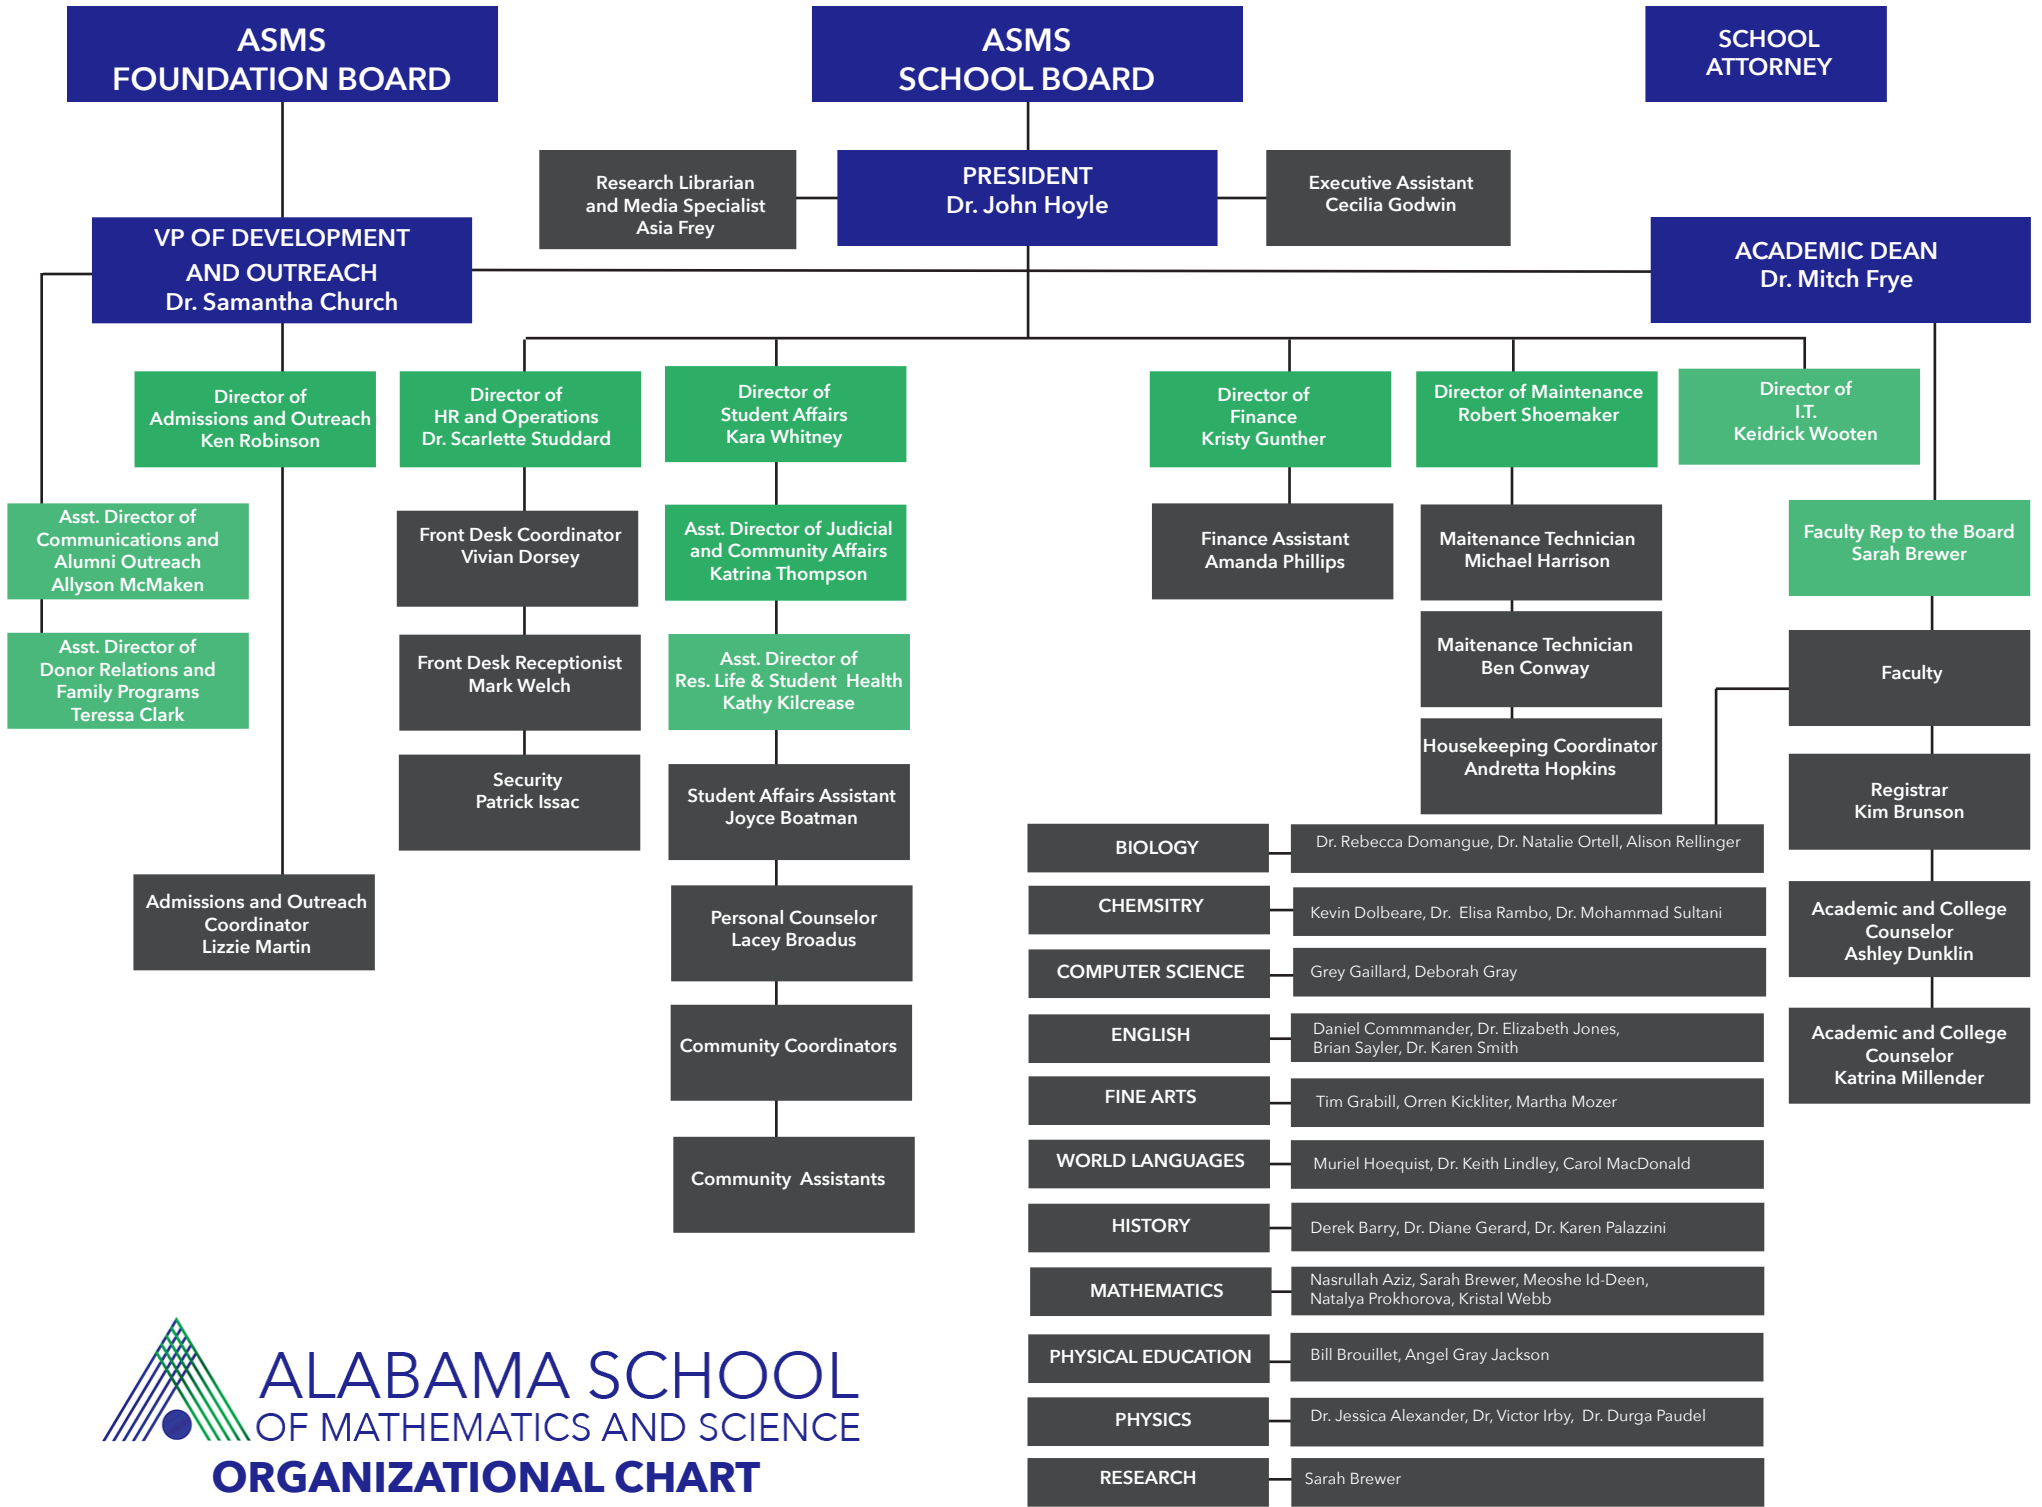 ASMS
FOUNDATION BOARD
ASMS
SCHOOL BOARD
SCHOOL
ATTORNEY
Research Librarian
and Media Specialist
Asia Frey
PRESIDENT
Dr. John Hoyle
Executive Assistant
Cecilia Godwin
VP OF DEVELOPMENT
AND OUTREACH
Dr. Samantha Church
ACADEMIC DEAN
Dr. Mitch Frye
Director of
Admissions and Outreach
Ken Robinson
Director of
HR and Operations
Dr. Scarlette Studdard
Director of
Student Affairs
Kara Whitney
Director of
Finance
Kristy Gunther
Director of Maintenance
Robert Shoemaker
Director of
I.T.
Keidrick Wooten
Asst. Director of
Communications and
Alumni Outreach
Allyson McMaken
Front Desk Coordinator
Vivian Dorsey
Asst. Director of Judicial
and Community Affairs
Katrina Thompson
Finance Assistant
Amanda Phillips
Maitenance Technician
Michael Harrison
Faculty Rep to the Board
Sarah Brewer
Asst. Director of
Donor Relations and
Family Programs
Teressa Clark
Front Desk Receptionist
Mark Welch
Asst. Director of
Res. Life & Student  Health
Kathy Kilcrease
Maitenance Technician
Ben Conway
Faculty
Security
Patrick Issac
Student Affairs Assistant
Joyce Boatman
Housekeeping Coordinator
Andretta Hopkins
Registrar
Kim Brunson
Admissions and Outreach
Coordinator
Lizzie Martin
Personal Counselor
Lacey Broadus
Community Coordinators
Community  Assistants
Academic and College
Counselor
Ashley Dunklin
Academic and College
Counselor
Katrina Millender
BIOLOGY
Dr. Rebecca Domangue, Dr. Natalie Ortell, Alison Rellinger
CHEMSITRY
Kevin Dolbeare, Dr.  Elisa Rambo, Dr. Mohammad Sultani
COMPUTER SCIENCE
Grey Gaillard, Deborah Gray
ENGLISH
Daniel Commmander, Dr. Elizabeth Jones,
Brian Sayler, Dr. Karen Smith
FINE ARTS
Tim Grabill, Orren Kickliter, Martha Mozer
WORLD LANGUAGES
Muriel Hoequist, Dr. Keith Lindley, Carol MacDonald
HISTORY
Derek Barry, Dr. Diane Gerard, Dr. Karen Palazzini
MATHEMATICS
Nasrullah Aziz, Sarah Brewer, Meoshe Id-Deen,
Natalya Prokhorova, Kristal Webb
PHYSICAL EDUCATION
Bill Brouillet, Angel Gray Jackson
PHYSICS
Dr. Jessica Alexander, Dr, Victor Irby,  Dr. Durga Paudel
RESEARCH
Sarah Brewer
ALABAMA SCHOOL
OF MATHEMATICS AND SCIENCE
ORGANIZATIONAL CHART